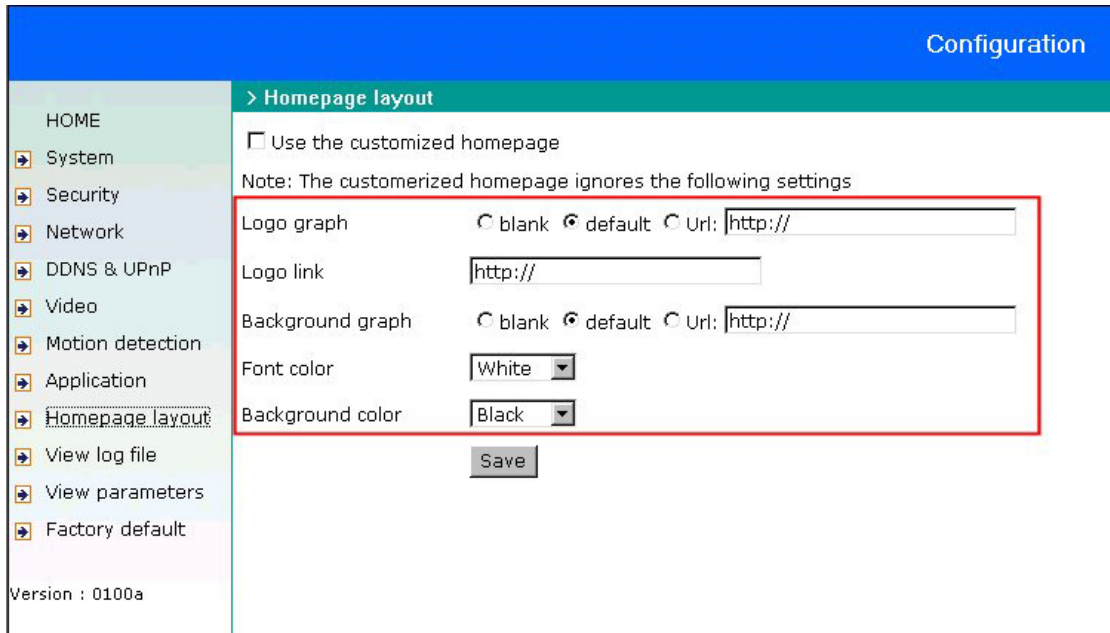 Configuration
HOME
System
Security
Network
DDNS & UPnP
Video
Motion detection
Application
Homepage layout
View log file
View parameters
Factory default
Version : 0100a
> Homepage layout
Use the customized homepage
Note: The customerized homepage ignores the following settings
Logo graph blank default Url: http://
Logo link http://
Background graph blank default Url: http://
Font color White
Background color Black
Save